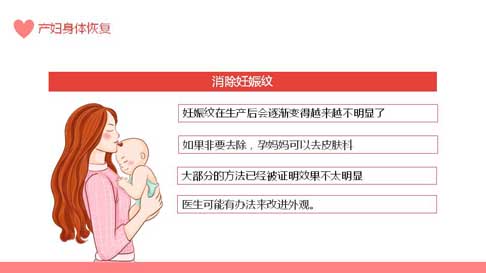 产妇身体恢复
消除妊娠纹
妊娠纹在生产后会逐渐变得越来越不明显了
如果非要去除，孕妈妈可以去皮肤科
大部分的方法已经被证明效果不太明显
医生可能有办法来改进外观。